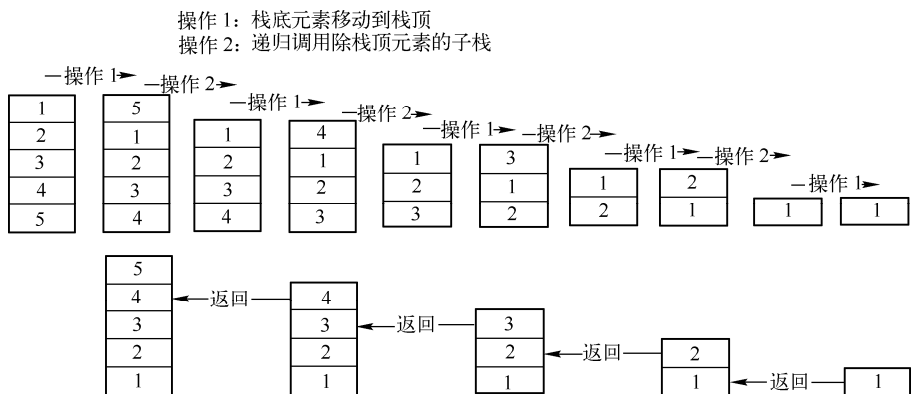 操作 1：栈底元素移动到栈顶
操作 2：递归调用除栈顶元素的子栈
操作 1 操作 2 操作 1 操作 2 操作 1 操作 2 操作 1 操作 2 操作 1
1 5
2 1 1 4
3 2 2 1 1 3
4 3 3 2 2 1 1 2
5 4 4 3 3 2 2 1 1 1
5
4 返回 4
3 3 返回 3
2 2 2 返回 2
1 1 1 1 返回 1